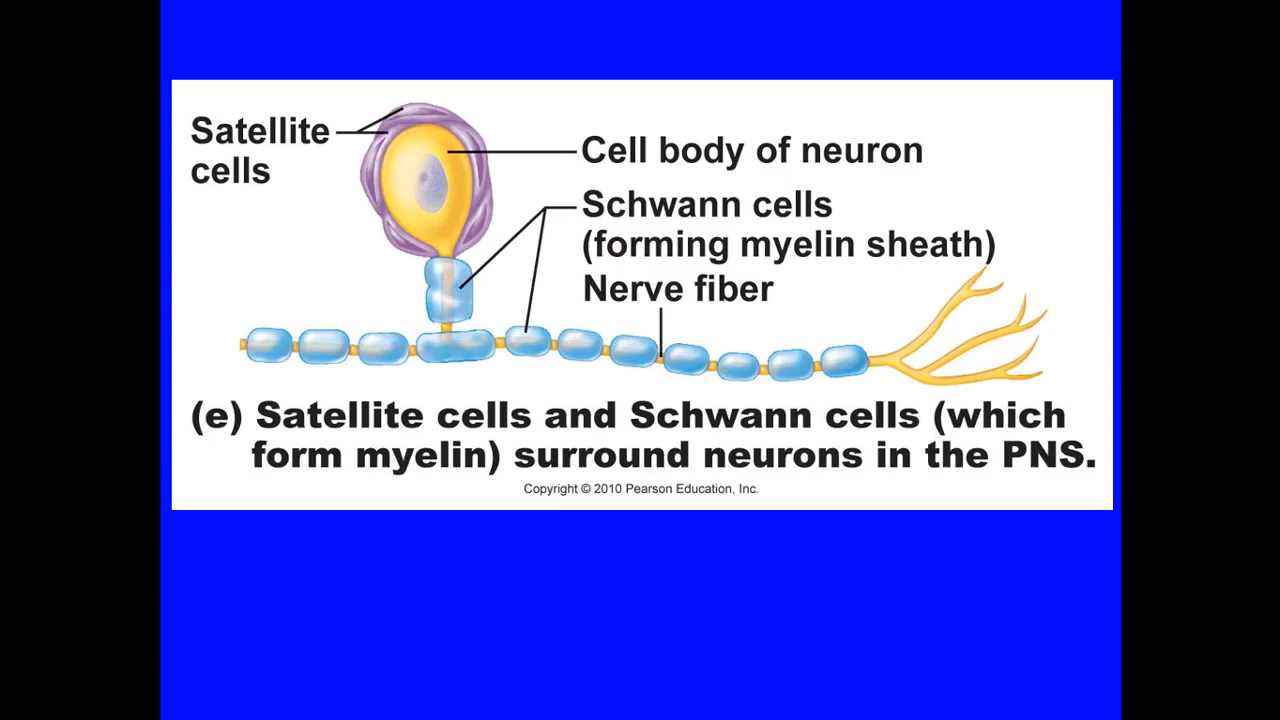 Satellite
cells
Cell body of neuron
Schwann cells
(forming myelin sheath)
Nerve fiber
(e) Satellite cells and Schwann cells (which
form myelin) surround neurons in the PNS.
Copyright © 2010 Pearson Education, Inc.